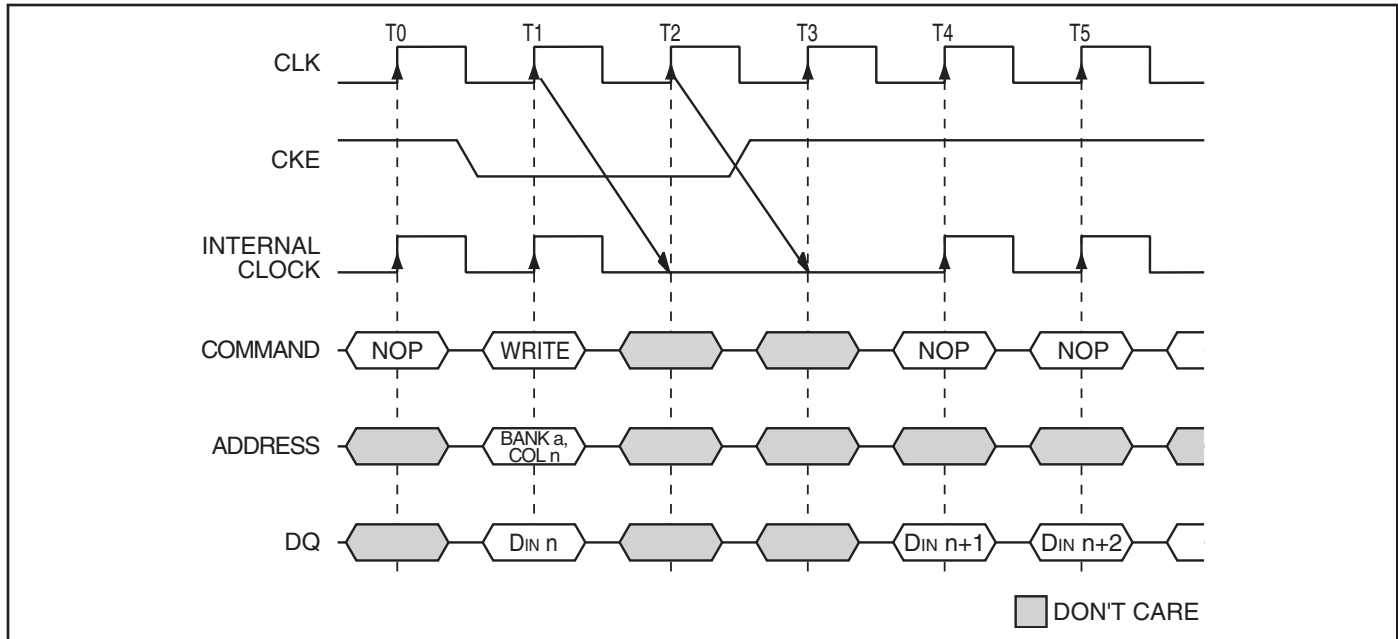 T0 T1 T2 T3 T4 T5
CLK
CKE
INTERNAL
CLOCK
COMMAND NOP WRITE NOP NOP
ADDRESS BANK a,
COL n
DQ DIN n DIN n+1 DIN n+2
DON'T CARE